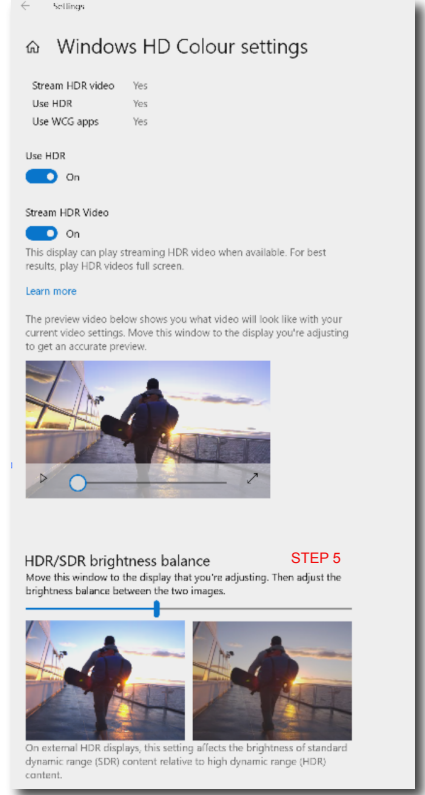 Settings
Windows HD Colour settings
Stream HDR video Yes
Use HDR Yes
Use WCG apps Yes
Use HDR
On
Stream HDR Video
On
This display can play streaming HDR video when available. For best
results, play HDR videos full screen.
Learn more
The preview video below shows you what video will look like with your
current video settings. Move this window to the display you're adjusting
to get an accurate preview.
HDR/SDR brightness balance STEP 5
Move this window to the display that you're adjusting. Then adjust the
brightness balance between the two images.
On external HDR displays, this setting affects the brightness of standard
dynamic range (SDR) content relative to high dynamic range (HDR)
content.